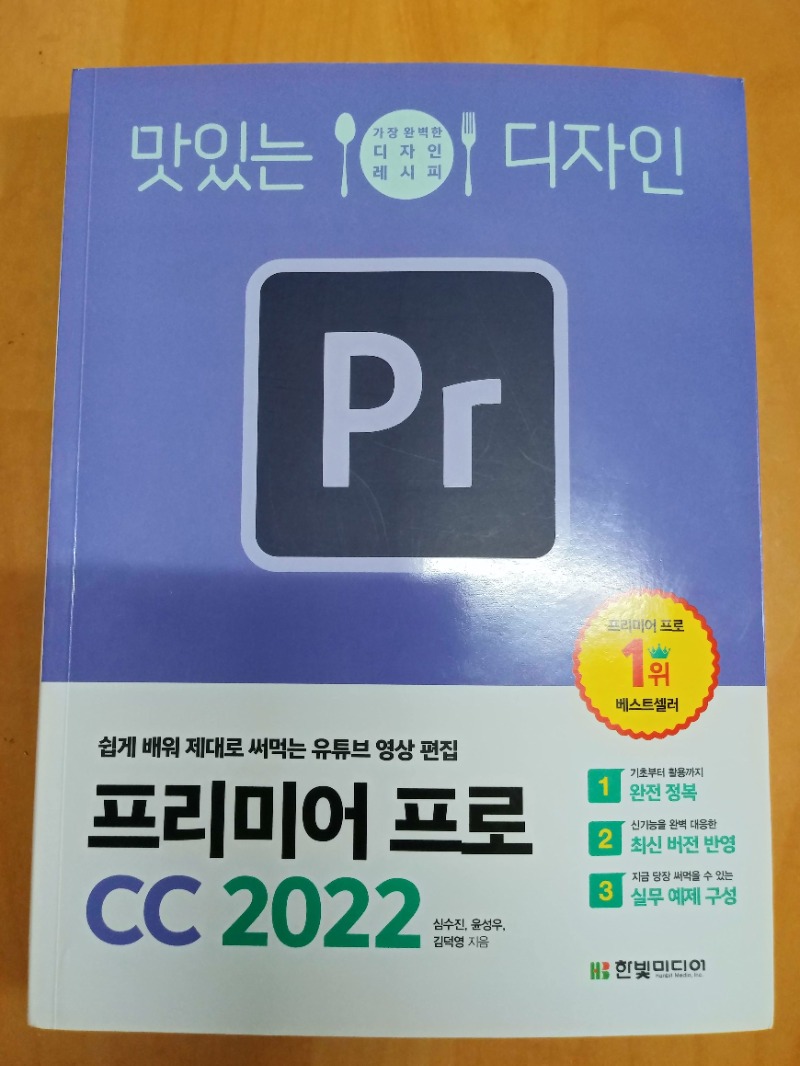 맛있는 디자인
가장 완벽한
디자인
레시피
Pr
프리미어 프로
1위
베스트셀러
쉽게 배워 제대로 써먹는 유튜브 영상 편집
프리미어 프로
CC 2022
심수진, 윤성우,
김덕영 지음
1 기초부터 활용까지
완전 정복
2 신기능을 완벽 대응한
최신 버전 반영
3 지금 당장 써먹을 수 있는
실무 예제 구성
HB 한빛미디어
Hanbit Media, Inc.